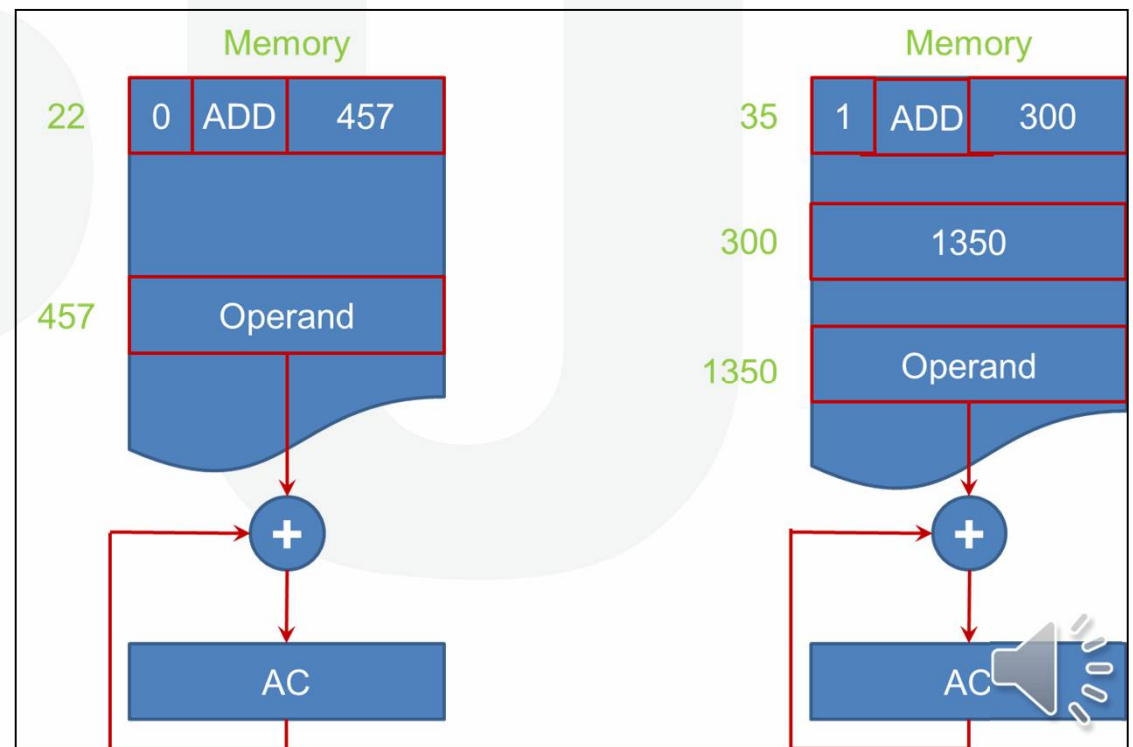 Memory
22 0 ADD 457
457 Operand
+
AC
Memory
35 1 ADD 300
300 1350
1350 Operand
+
AC